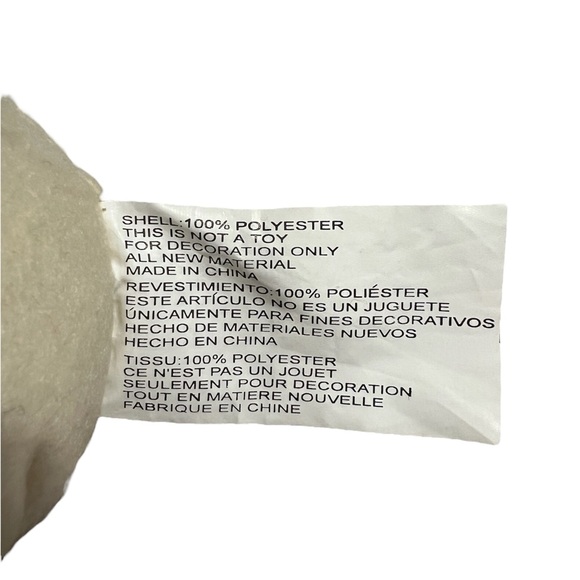 SHELL:100% POLYESTER
THIS IS NOT A TOY
FOR DECORATION ONLY
ALL NEW MATERIAL
MADE IN CHINA
REVESTIMIENTO:100% POLIÉSTER
ESTE ARTÍCULO NO ES UN JUGUETE
ÚNICAMENTE PARA FINES DECORATIVOS
HECHO DE MATERIALES NUEVOS
HECHO EN CHINA
TISSU:100% POLYESTER
CE N'EST PAS UN JOUET
SEULEMENT POUR DECORATION
TOUT EN MATIERE NOUVELLE
FABRIQUE EN CHINE